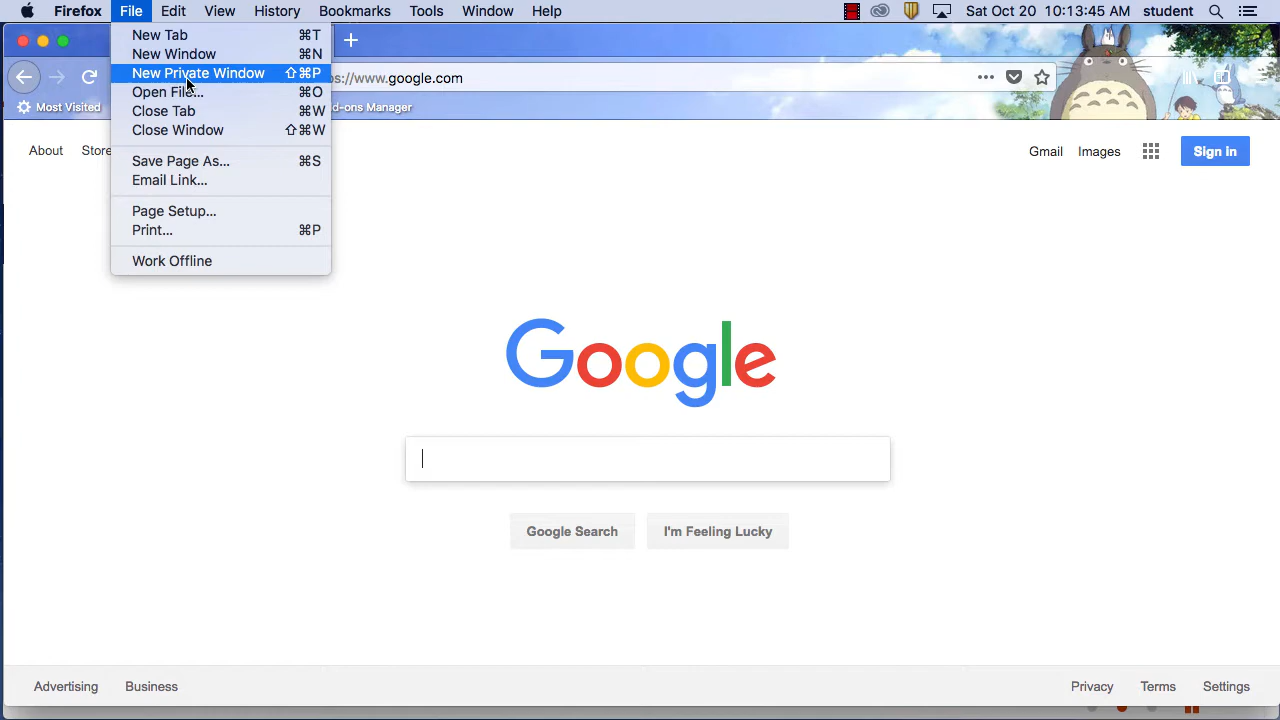 Firefox File Edit View History Bookmarks Tools Window Help Sat Oct 20 10:13:45 AM student
New Tab ⌘T
New Window ⌘N
New Private Window ⇧⌘P
Open File... ⌘O
Close Tab ⌘W
Close Window ⇧⌘W
Save Page As... ⌘S
Email Link...
Page Setup...
Print... ⌘P
Work Offline
://www.google.com
Most Visited
Manager
About Store
Gmail Images Sign in
Google
Google Search I'm Feeling Lucky
Advertising Business Privacy Terms Settings